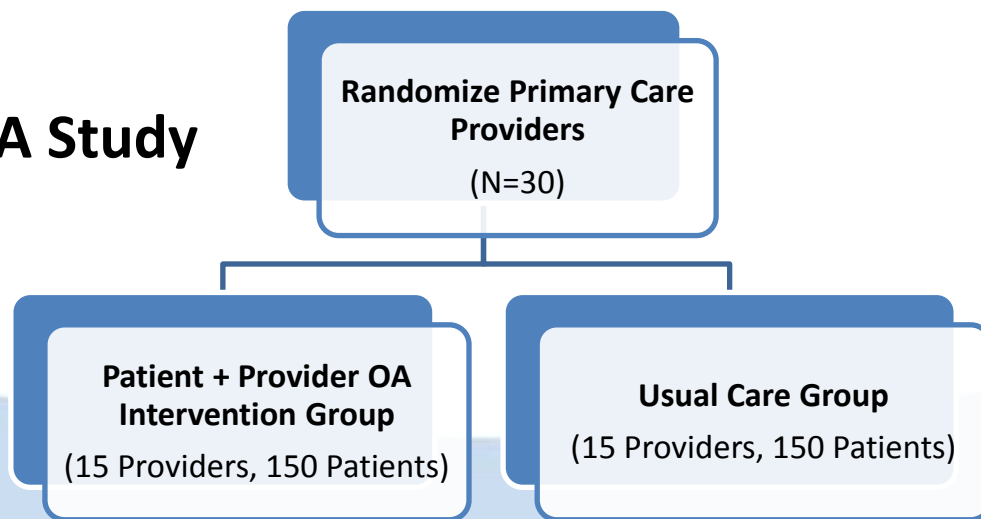 A Study
Randomize Primary Care
Providers
(N=30)
Patient + Provider OA
Intervention Group
(15 Providers, 150 Patients)
Usual Care Group
(15 Providers, 150 Patients)